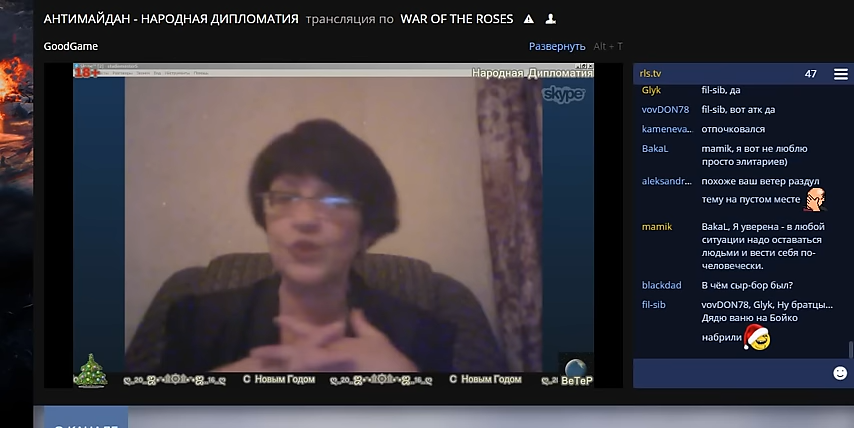 АНТИМАЙДАН - НАРОДНАЯ ДИПЛОМАТИЯ трансляция по WAR OF THE ROSES
GoodGame
Развернуть Alt + T
18+
Народная Дипломатия
skype
С Новым Годом
С Новым Годом
ВеТеР
rls.tv 47
Glyk fil-sib, да
vovDON78 fil-sib, вот атк да
kameneva... отпочковался
BakaL mamik, я вот не люблю
просто элитариев)
aleksandr... похоже ваш ветер раздул
тему на пустом месте
mamik BakaL, Я уверена - в любой
ситуации надо оставаться
людьми и вести себя по-
человечески.
blackdad В чём сыр-бор был?
fil-sib vovDON78, Glyk, Ну братцы...
Дядю ваню на Бойко
набрили